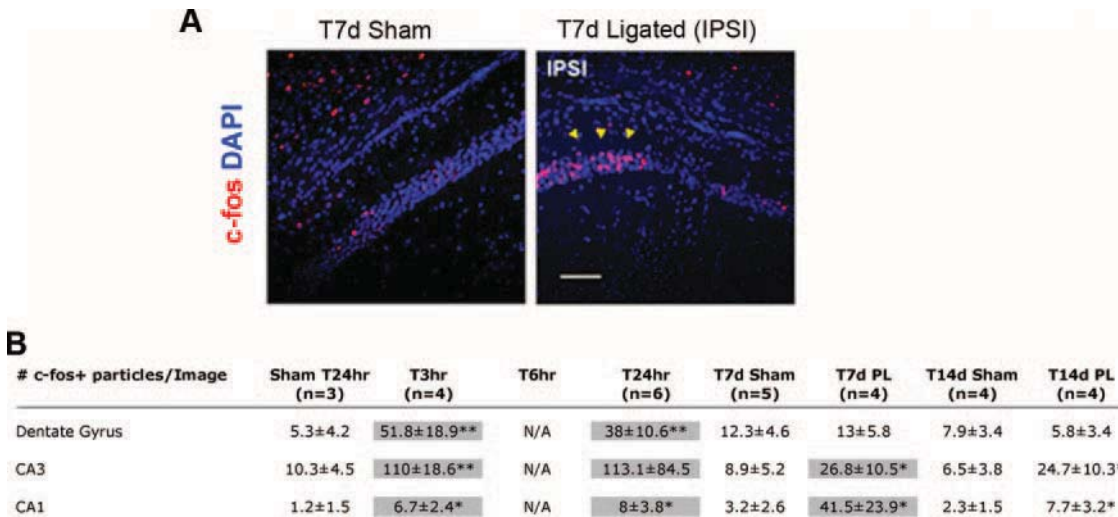 A
T7d Sham T7d Ligated (IPSI)
c-fos DAPI
IPSI
B
# c-fos+ particles/Image Sham T24hr T3hr T6hr T24hr T7d Sham T7d PL T14d Sham T14d PL
(n=3) (n=4) (n=6) (n=5) (n=4) (n=4) (n=4)
Dentate Gyrus 5.3±4.2 51.8±18.9** N/A 38±10.6** 12.3±4.6 13±5.8 7.9±3.4 5.8±3.4
CA3 10.3±4.5 110±18.6** N/A 113.1±84.5 8.9±5.2 26.8±10.5* 6.5±3.8 24.7±10.3*
CA1 1.2±1.5 6.7±2.4* N/A 8±3.8* 3.2±2.6 41.5±23.9* 2.3±1.5 7.7±3.2*